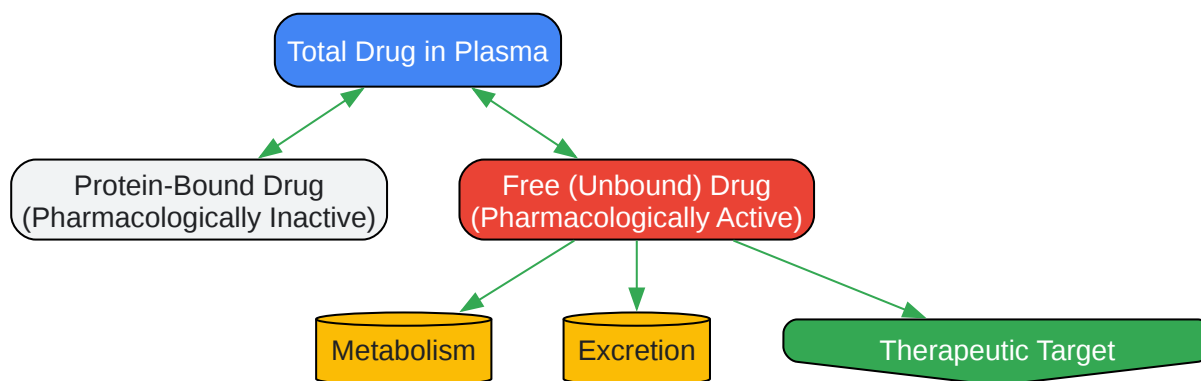 Total Drug in Plasma
Protein-Bound Drug
(Pharmacologically Inactive)
Free (Unbound) Drug
(Pharmacologically Active)
Metabolism
Excretion
Therapeutic Target